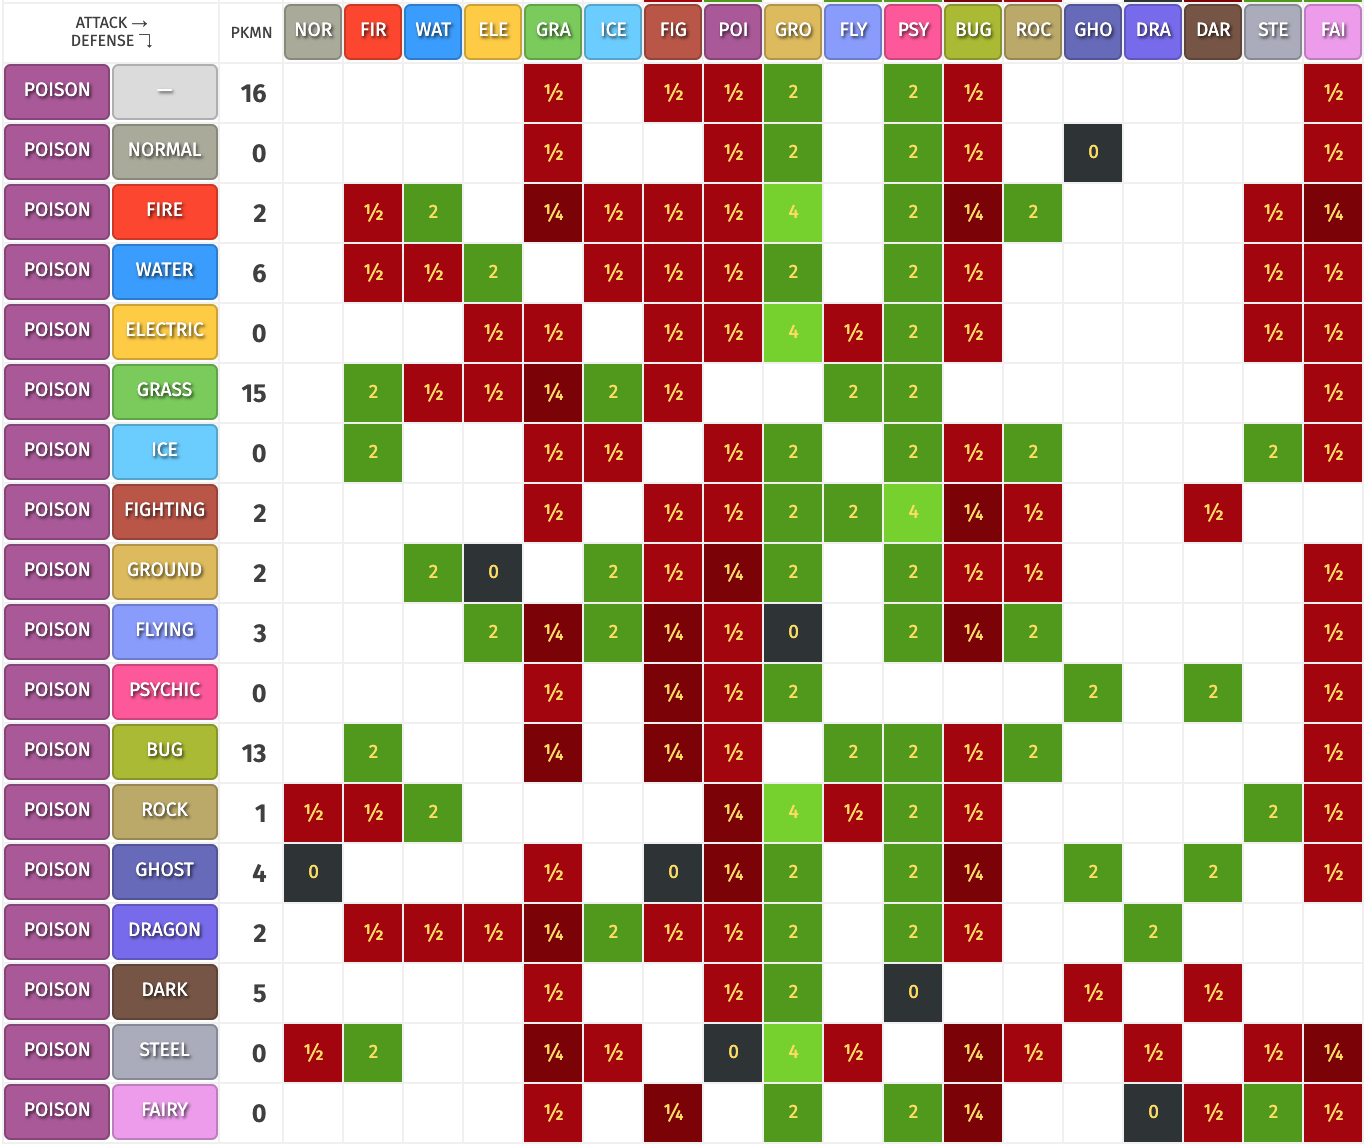 ATTACK →
DEFENSE ↴
PKMN NOR FIR WAT ELE GRA ICE FIG POI GRO FLY PSY BUG ROC GHO DRA DAR STE FAI
POISON — 16 ½ ½ ½ 2 2 ½ ½
POISON NORMAL 0 ½ ½ 2 2 ½ 0 ½
POISON FIRE 2 ½ 2 ¼ ½ ½ ½ 4 2 ¼ 2 ½ ¼
POISON WATER 6 ½ ½ 2 ½ ½ ½ 2 2 ½ ½ ½
POISON ELECTRIC 0 ½ ½ ½ ½ 4 ½ 2 ½ ½ ½
POISON GRASS 15 2 ½ ½ ¼ 2 ½ 2 2 ½
POISON ICE 0 2 ½ ½ ½ 2 2 ½ 2 2 ½
POISON FIGHTING 2 ½ ½ ½ 2 2 4 ¼ ½ ½
POISON GROUND 2 2 0 2 ½ ¼ 2 2 ½ ½ ½
POISON FLYING 3 2 ¼ 2 ¼ ½ 0 2 ¼ 2 ½
POISON PSYCHIC 0 ½ ¼ ½ 2 2 2 ½
POISON BUG 13 2 ¼ ¼ ½ 2 2 ½ 2 ½
POISON ROCK 1 ½ ½ 2 ¼ 4 ½ 2 ½ 2 ½
POISON GHOST 4 0 ½ 0 ¼ 2 2 ¼ 2 2 ½
POISON DRAGON 2 ½ ½ ½ ¼ 2 ½ ½ 2 2 ½ 2
POISON DARK 5 ½ ½ 2 0 ½ ½
POISON STEEL 0 ½ 2 ¼ ½ 0 4 ½ ¼ ½ ½ ½ ¼
POISON FAIRY 0 ½ ¼ 2 2 ¼ 0 ½ 2 ½